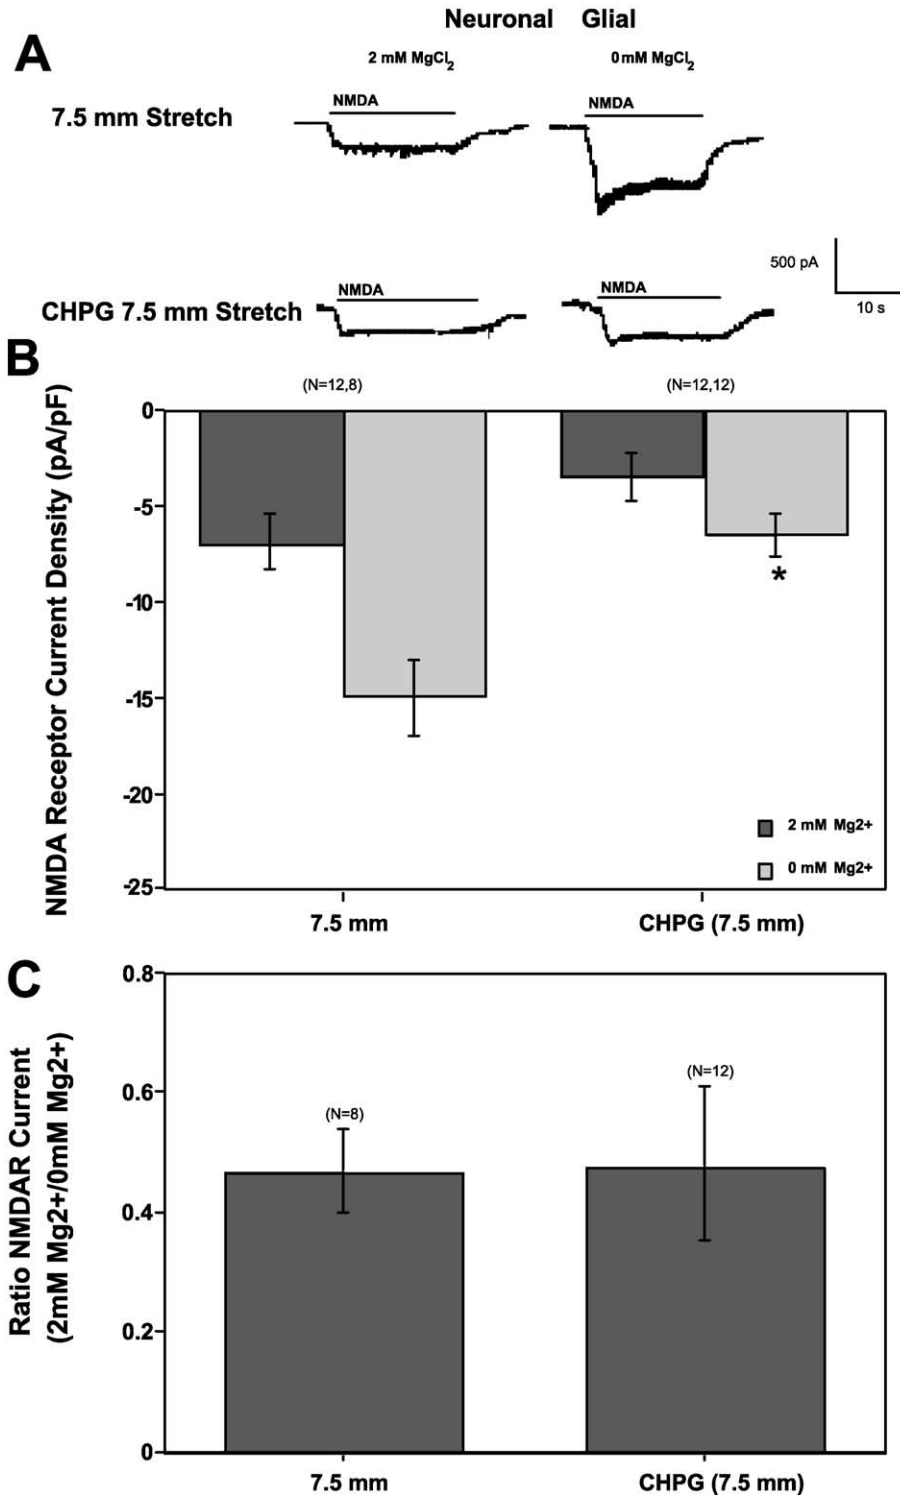 Neuronal Glial
A
2 mM MgCl2
0 mM MgCl2
7.5 mm Stretch
NMDA
NMDA
500 pA
10 s
CHPG 7.5 mm Stretch
NMDA
NMDA
B
(N=12,8)
(N=12,12)
NMDA Receptor Current Density (pA/pF)
0
-5
-10
-15
-20
-25
*
2 mM Mg2+
0 mM Mg2+
7.5 mm
CHPG (7.5 mm)
C
Ratio NMDAR Current
(2mM Mg2+/0mM Mg2+)
0.8
0.6
0.4
0.2
0
(N=8)
(N=12)
7.5 mm
CHPG (7.5 mm)